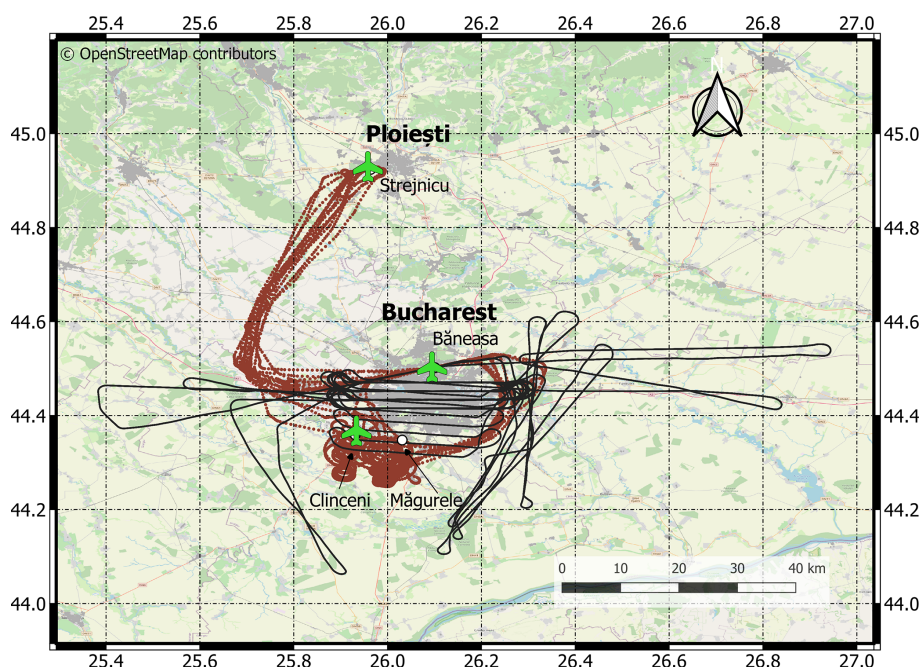 25.4 25.6 25.8 26.0 26.2 26.4 26.6 26.8 27.0
© OpenStreetMap contributors
N
45.0 45.0
Ploiești
Strejnicu
44.8 44.8
44.6 44.6
Bucharest
Băneasa
44.4 44.4
Clinceni Măgurele
44.2 44.2
0 10 20 30 40 km
44.0 44.0
25.4 25.6 25.8 26.0 26.2 26.4 26.6 26.8 27.0